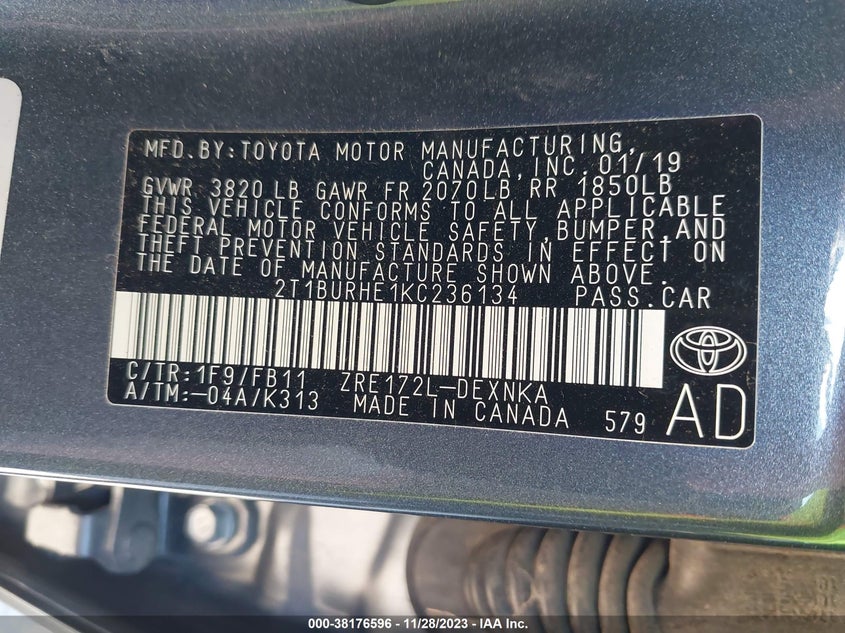 MFD.BY:TOYOTA MOTOR MANUFACTURING,
CANADA,INC. 01/19
GVWR 3820 LB GAWR FR 2070LB RR 1850LB
THIS VEHICLE CONFORMS TO ALL APPLICABLE
FEDERAL MOTOR VEHICLE SAFETY,BUMPER,AND
THEFT PREVENTION STANDARDS IN EFFECT ON
THE DATE OF MANUFACTURE SHOWN ABOVE.
2T1BURHE1KC236134 PASS.CAR
C/TR:1F9/FB11 ZRE172L-DEXNKA
A/TM:-04A/K313 MADE IN CANADA 579
AD
000-38176596 - 11/28/2023 - IAA Inc.